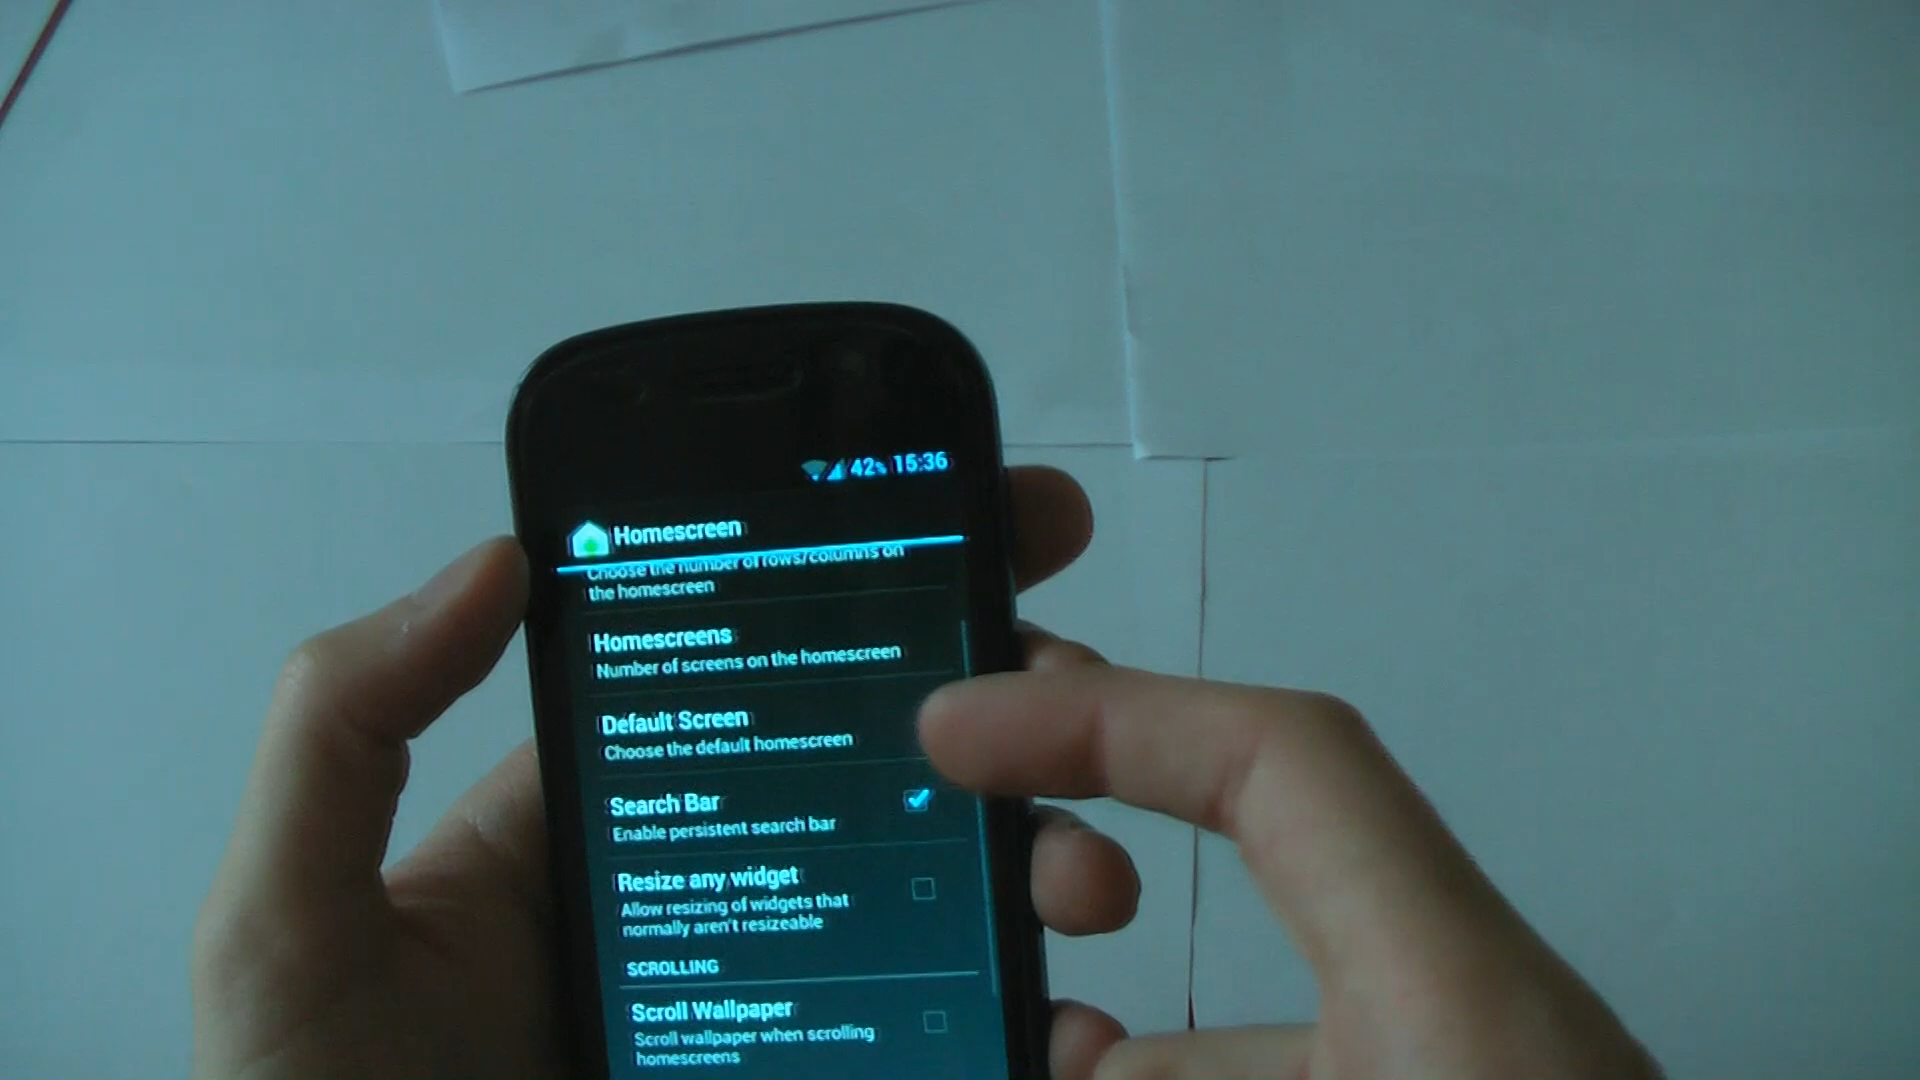 42% 15:36
Homescreen
Choose the number of rows/columns on
the homescreen
Homescreens
Number of screens on the homescreen
Default Screen
Choose the default homescreen
Search Bar
Enable persistent search bar
Resize any widget
Allow resizing of widgets that
normally aren't resizeable
SCROLLING
Scroll Wallpaper
Scroll wallpaper when scrolling
homescreens